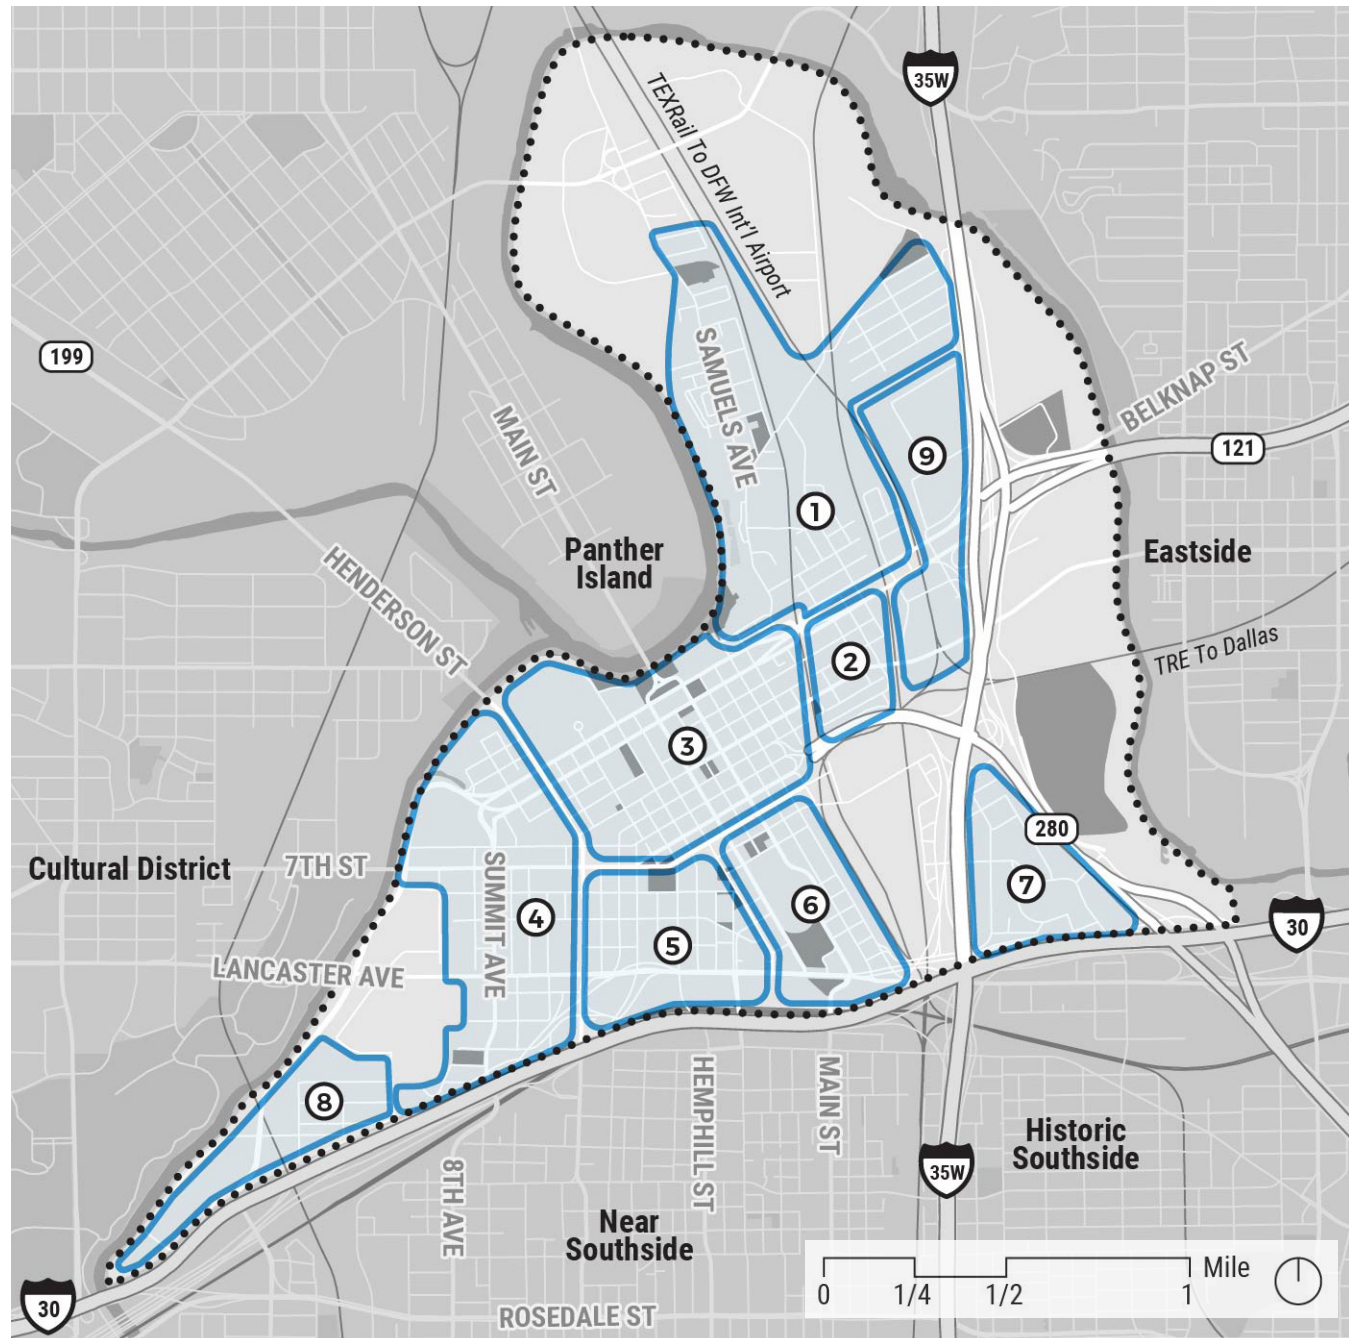 35W
TEXRail To DFW Int'l Airport
199
SAMUELS AVE
BELKNAP ST
MAIN ST
121
9
1
Panther
Island
Eastside
HENDERSON ST
TRE To Dallas
2
3
280
Cultural District
7TH ST
SUMMIT AVE
4
5
6
7
30
LANCASTER AVE
8
HEMPHILL ST
MAIN ST
Historic
Southside
35W
8TH AVE
Near
Southside
30
ROSEDALE ST
Mile
0 1/4 1/2 1